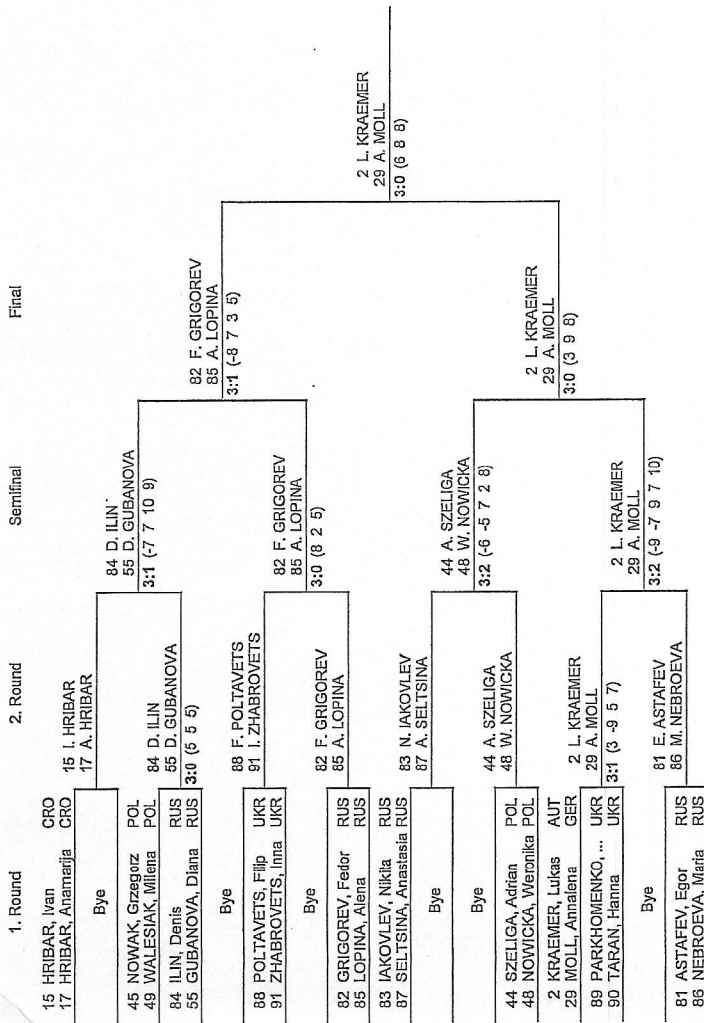 1. Round
2. Round
Semifinal
Final
15 HRIBAR, Ivan CRO
17 HRIBAR, Anamarija CRO
Bye
45 NOWAK, Grzegorz POL
49 WALESIAK, Milena POL
84 ILIN, Denis RUS
55 GUBANOVA, Diana RUS
Bye
88 POLTAVETS, Filip UKR
91 ZHABROVETS, Inna UKR
Bye
82 GRIGOREV, Fedor RUS
85 LOPINA, Alena RUS
83 IAKOVLEV, Nikita RUS
87 SELTSINA, Anastasia RUS
Bye
Bye
44 SZELIGA, Adrian POL
48 NOWICKA, Weronika POL
2 KRAEMER, Lukas AUT
29 MOLL, Annalena GER
89 PARKHOMENKO, ... UKR
90 TARAN, Hanna UKR
Bye
81 ASTAFEV, Egor RUS
86 NEBROEVA, Maria RUS
15 I. HRIBAR
17 A. HRIBAR
84 D. ILIN
55 D. GUBANOVA
3:0 (5 5 5)
88 F. POLTAVETS
91 I. ZHABROVETS
82 F. GRIGOREV
85 A. LOPINA
83 N. IAKOVLEV
87 A. SELTSINA
44 A. SZELIGA
48 W. NOWICKA
2 L. KRAEMER
29 A. MOLL
3:1 (3 -9 5 7)
81 E. ASTAFEV
86 M. NEBROEVA
84 D. ILIN
55 D. GUBANOVA
3:1 (-7 7 10 9)
82 F. GRIGOREV
85 A. LOPINA
3:0 (8 2 5)
44 A. SZELIGA
48 W. NOWICKA
3:2 (-6 -5 7 2 8)
2 L. KRAEMER
29 A. MOLL
3:2 (-9 -7 9 7 10)
82 F. GRIGOREV
85 A. LOPINA
3:1 (-8 7 3 5)
2 L. KRAEMER
29 A. MOLL
3:0 (3 9 8)
2 L. KRAEMER
29 A. MOLL
3:0 (6 8 8)